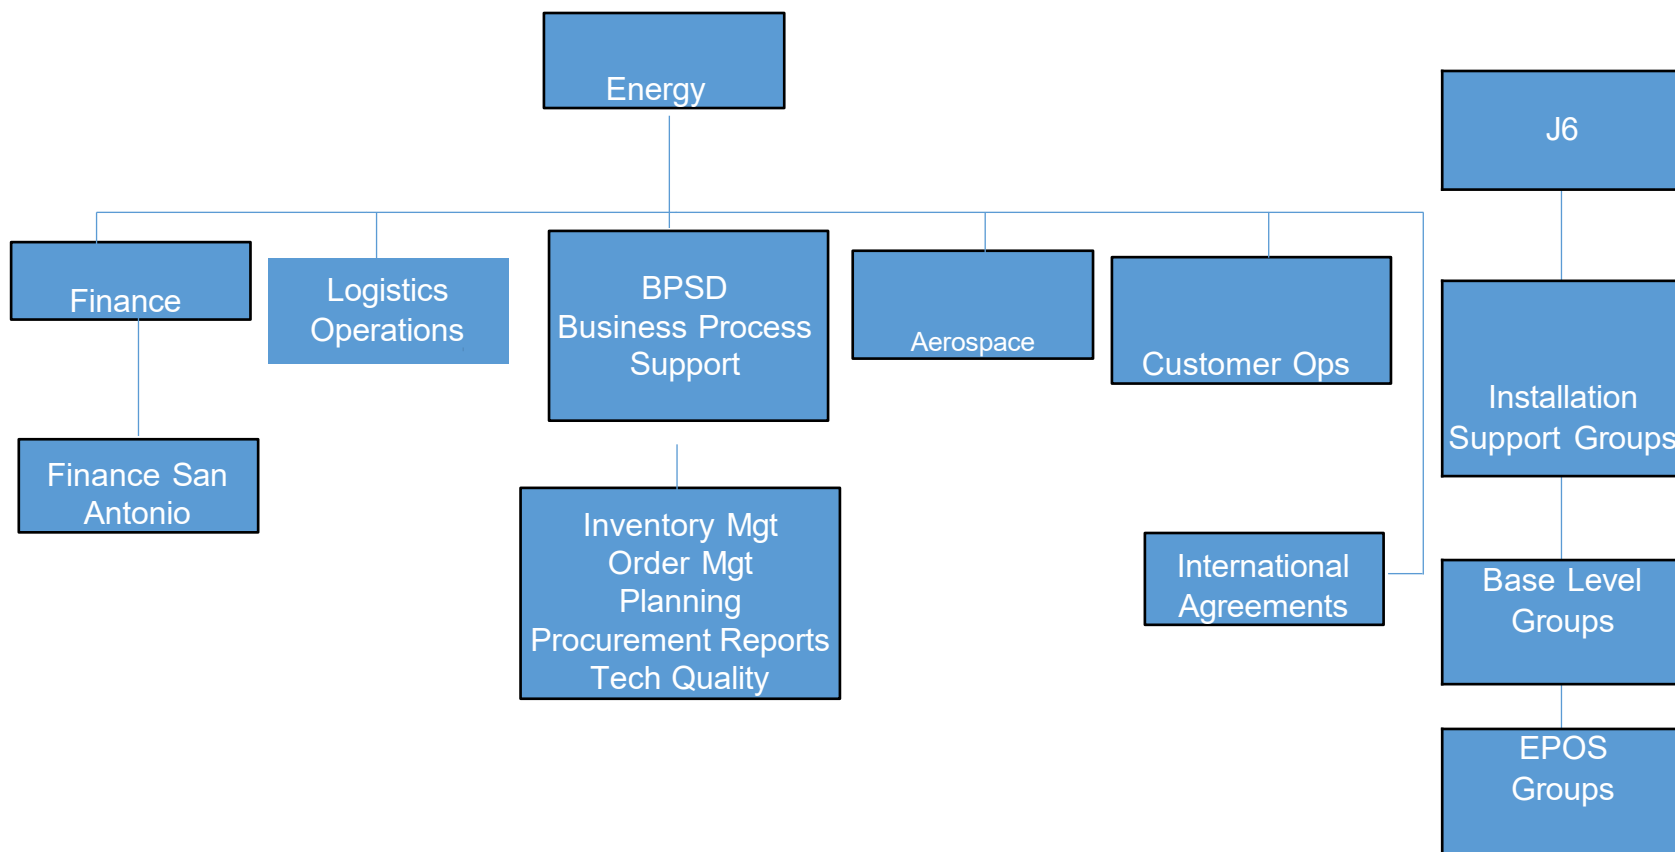 Energy
J6
Finance
Logistics
Operations
BPSD
Business Process
Support
Aerospace
Customer Ops
Installation
Support Groups
Finance San
Antonio
Inventory Mgt
Order Mgt
Planning
Procurement Reports
Tech Quality
International
Agreements
Base Level
Groups
EPOS
Groups